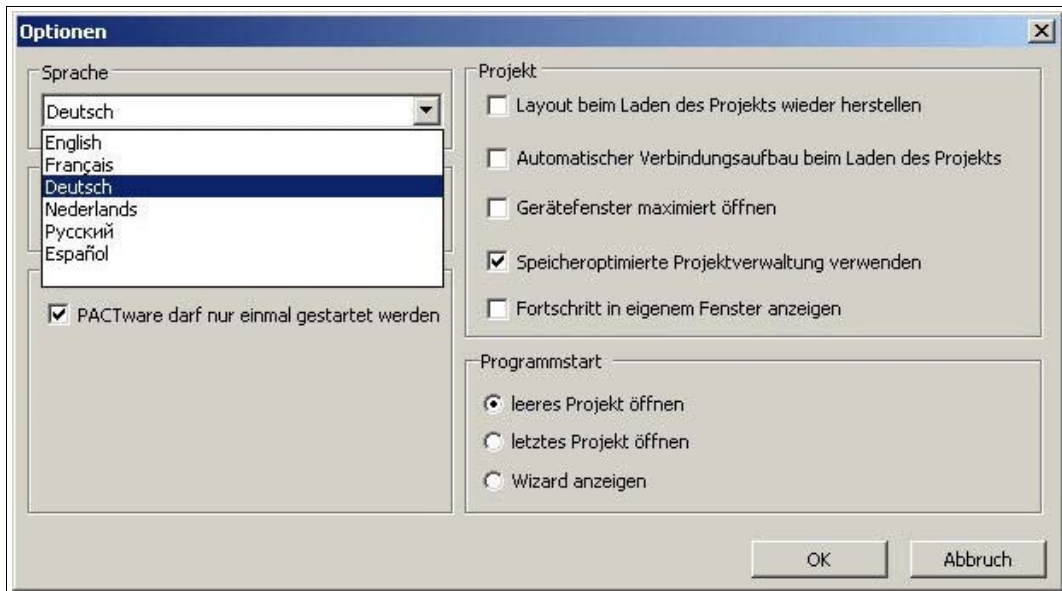 Optionen
Sprache
Deutsch
English
Français
Deutsch
Nederlands
Русский
Español
PACTware darf nur einmal gestartet werden
Projekt
Layout beim Laden des Projekts wieder herstellen
Automatischer Verbindungsaufbau beim Laden des Projekts
Gerätefenster maximiert öffnen
Speicheroptimierte Projektverwaltung verwenden
Fortschritt in eigenem Fenster anzeigen
Programmstart
leeres Projekt öffnen
letztes Projekt öffnen
Wizard anzeigen
OK
Abbruch